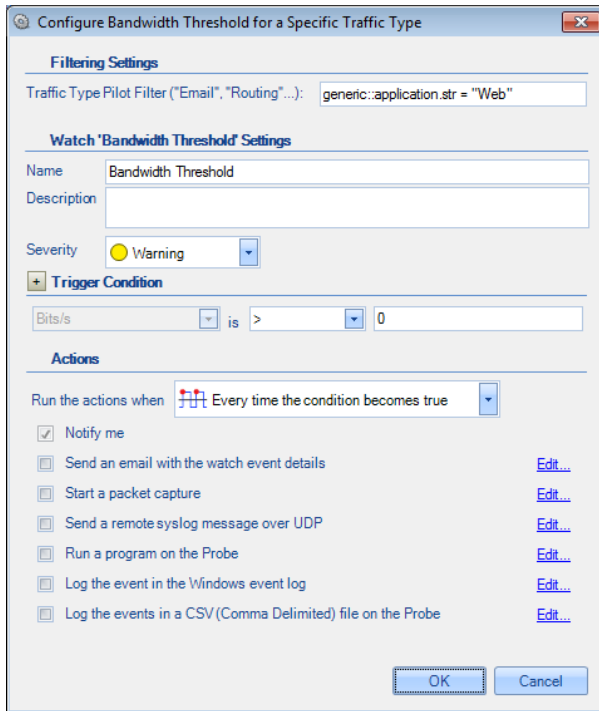 Configure Bandwidth Threshold for a Specific Traffic Type
Filtering Settings
Traffic Type Pilot Filter ("Email", "Routing"...): generic::application.str = "Web"
Watch 'Bandwidth Threshold' Settings
Name Bandwidth Threshold
Description
Severity Warning
+ Trigger Condition
Bits/s is > 0
Actions
Run the actions when Every time the condition becomes true
Notify me
Send an email with the watch event details Edit...
Start a packet capture Edit...
Send a remote syslog message over UDP Edit...
Run a program on the Probe Edit...
Log the event in the Windows event log Edit...
Log the events in a CSV (Comma Delimited) file on the Probe Edit...
OK Cancel